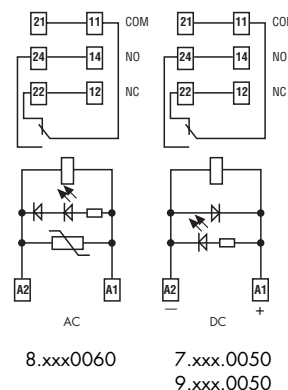 21 11 COM 21 11 COM
24 14 NO 24 14 NO
22 12 NC 22 12 NC
A2 A1 A2 A1
— +
AC DC
8.xxx0060 7.xxx.0050
9.xxx.0050